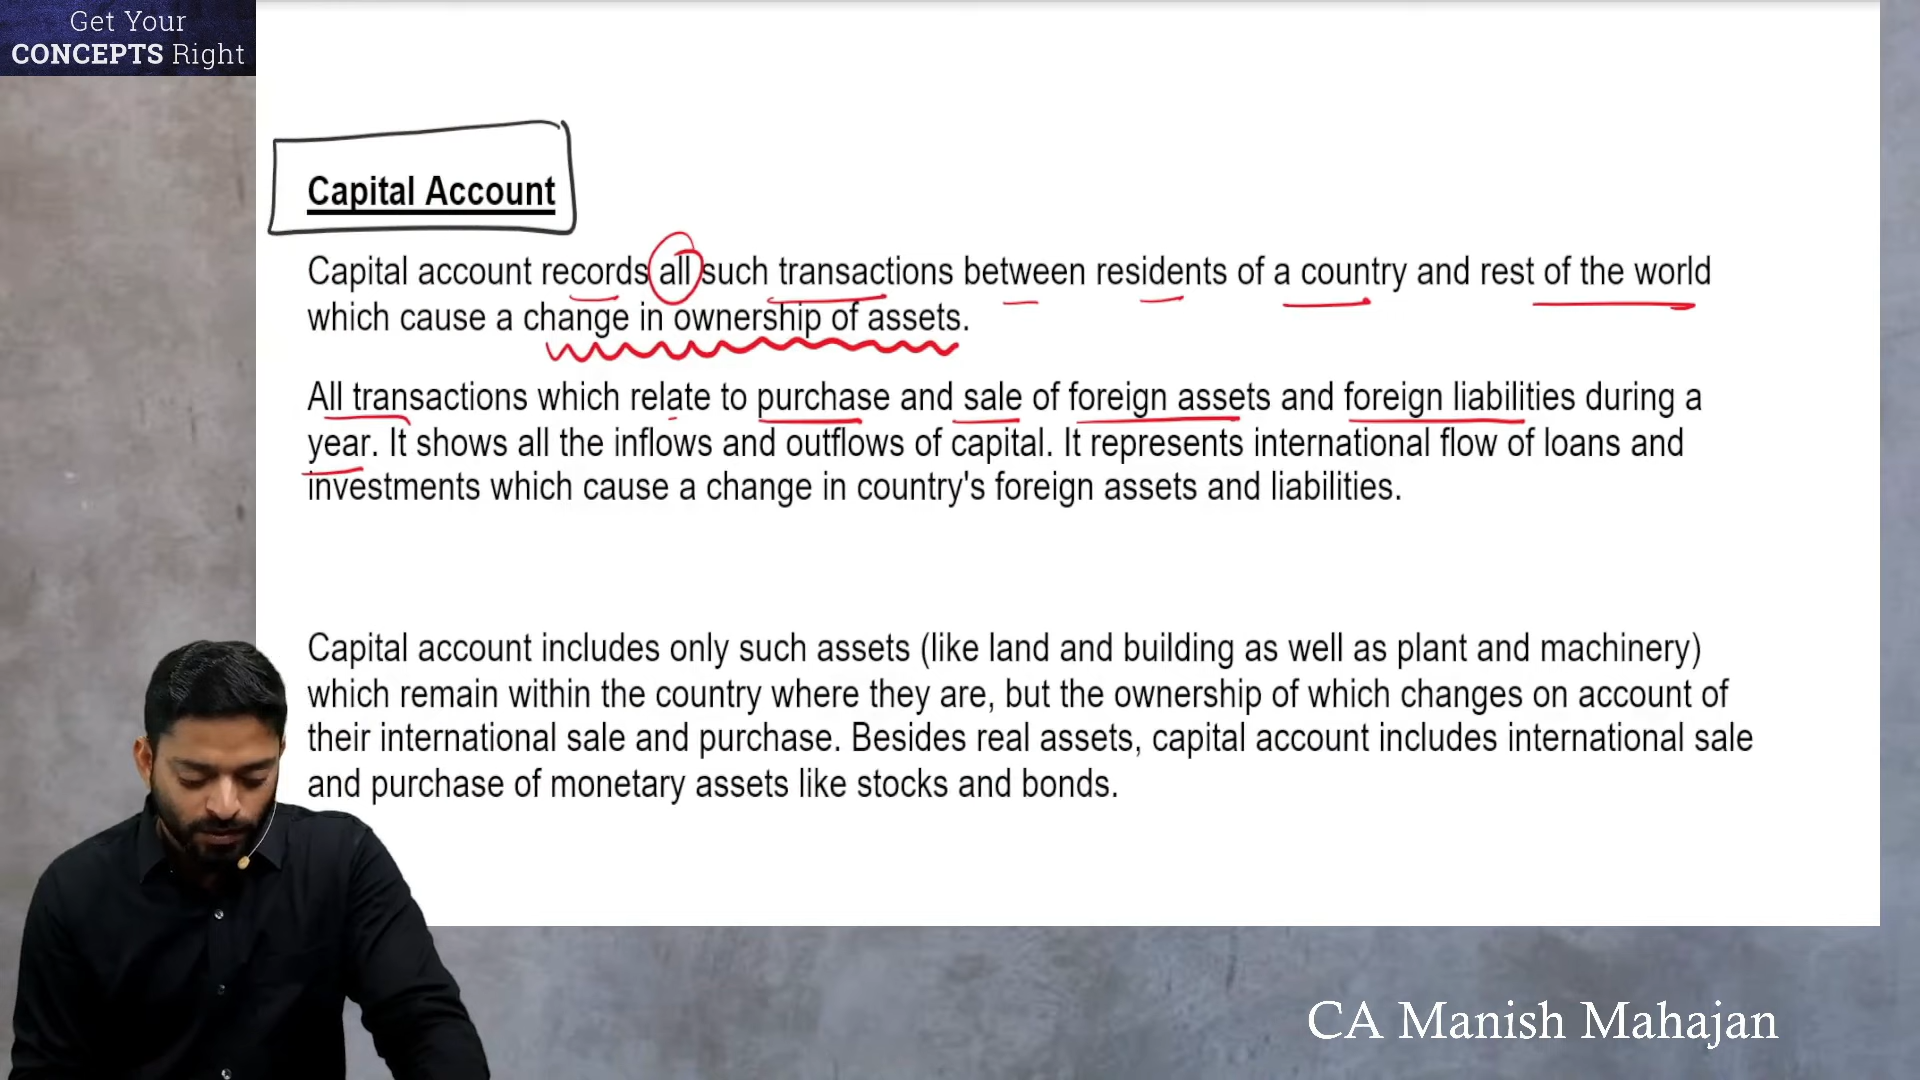 Get Your
CONCEPTS Right
Capital Account
Capital account records all such transactions between residents of a country and rest of the world
which cause a change in ownership of assets.
All transactions which relate to purchase and sale of foreign assets and foreign liabilities during a
year. It shows all the inflows and outflows of capital. It represents international flow of loans and
investments which cause a change in country's foreign assets and liabilities.
Capital account includes only such assets (like land and building as well as plant and machinery)
which remain within the country where they are, but the ownership of which changes on account of
their international sale and purchase. Besides real assets, capital account includes international sale
and purchase of monetary assets like stocks and bonds.
CA Manish Mahajan